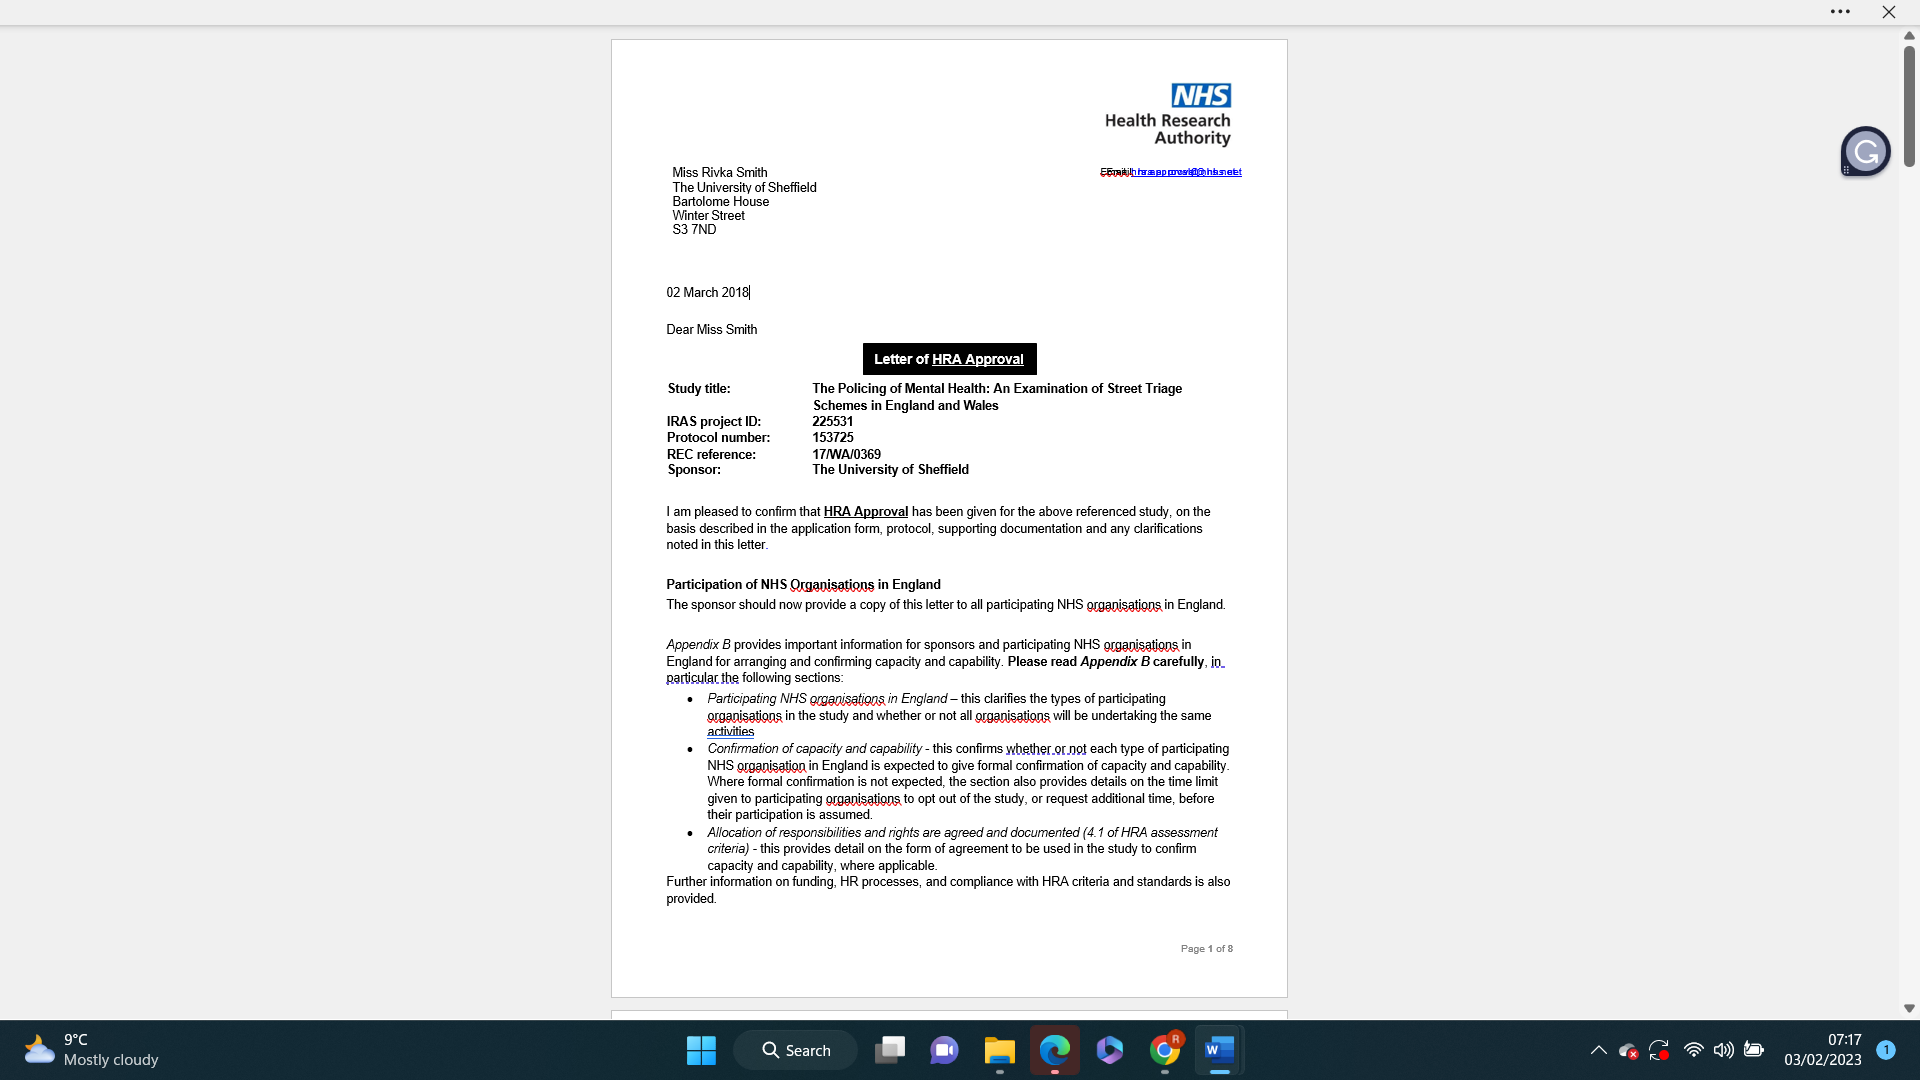 NHS
Health Research
Authority
Miss Rivka Smith
The University of Sheffield
Bartolome House
Winter Street
S3 7ND
02 March 2018
Dear Miss Smith
Letter of HRA Approval
Study title: The Policing of Mental Health: An Examination of Street Triage
Schemes in England and Wales
IRAS project ID: 225531
Protocol number: 153725
REC reference: 17/WA/0369
Sponsor: The University of Sheffield
I am pleased to confirm that HRA Approval has been given for the above referenced study, on the
basis described in the application form, protocol, supporting documentation and any clarifications
noted in this letter.
Participation of NHS Organisations in England
The sponsor should now provide a copy of this letter to all participating NHS organisations in England.
Appendix B provides important information for sponsors and participating NHS organisations in
England for arranging and confirming capacity and capability. Please read Appendix B carefully, in
particular the following sections:
• Participating NHS organisations in England – this clarifies the types of participating
organisations in the study and whether or not all organisations will be undertaking the same
activities
• Confirmation of capacity and capability - this confirms whether or not each type of participating
NHS organisation in England is expected to give formal confirmation of capacity and capability.
Where formal confirmation is not expected, the section also provides details on the time limit
given to participating organisations to opt out of the study, or request additional time, before
their participation is assumed.
• Allocation of responsibilities and rights are agreed and documented (4.1 of HRA assessment
criteria) - this provides detail on the form of agreement to be used in the study to confirm
capacity and capability, where applicable.
Further information on funding, HR processes, and compliance with HRA criteria and standards is also
provided.
Page 1 of 8
9°C
Mostly cloudy
Search
R
W
07:17
03/02/2023
1